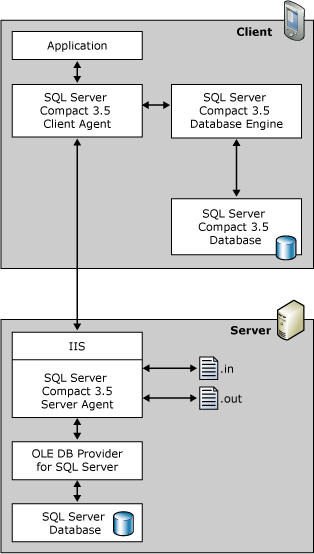 Client
Application
SQL Server
Compact 3.5
Client Agent
SQL Server
Compact 3.5
Database Engine
SQL Server
Compact 3.5
Database
Server
IIS
SQL Server
Compact 3.5
Server Agent
.in
.out
OLE DB Provider
for SQL Server
SQL Server
Database